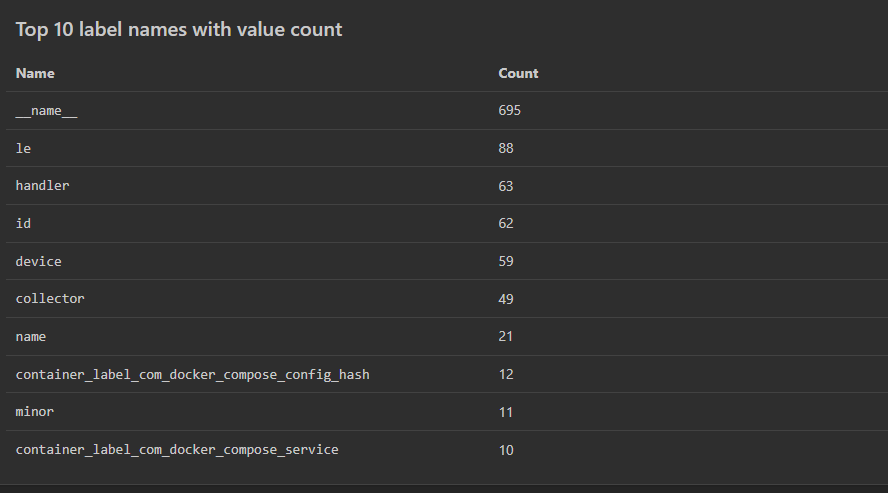 Top 10 label names with value count
Name Count
__name__ 695
le 88
handler 63
id 62
device 59
collector 49
name 21
container_label_com_docker_compose_config_hash 12
minor 11
container_label_com_docker_compose_service 10